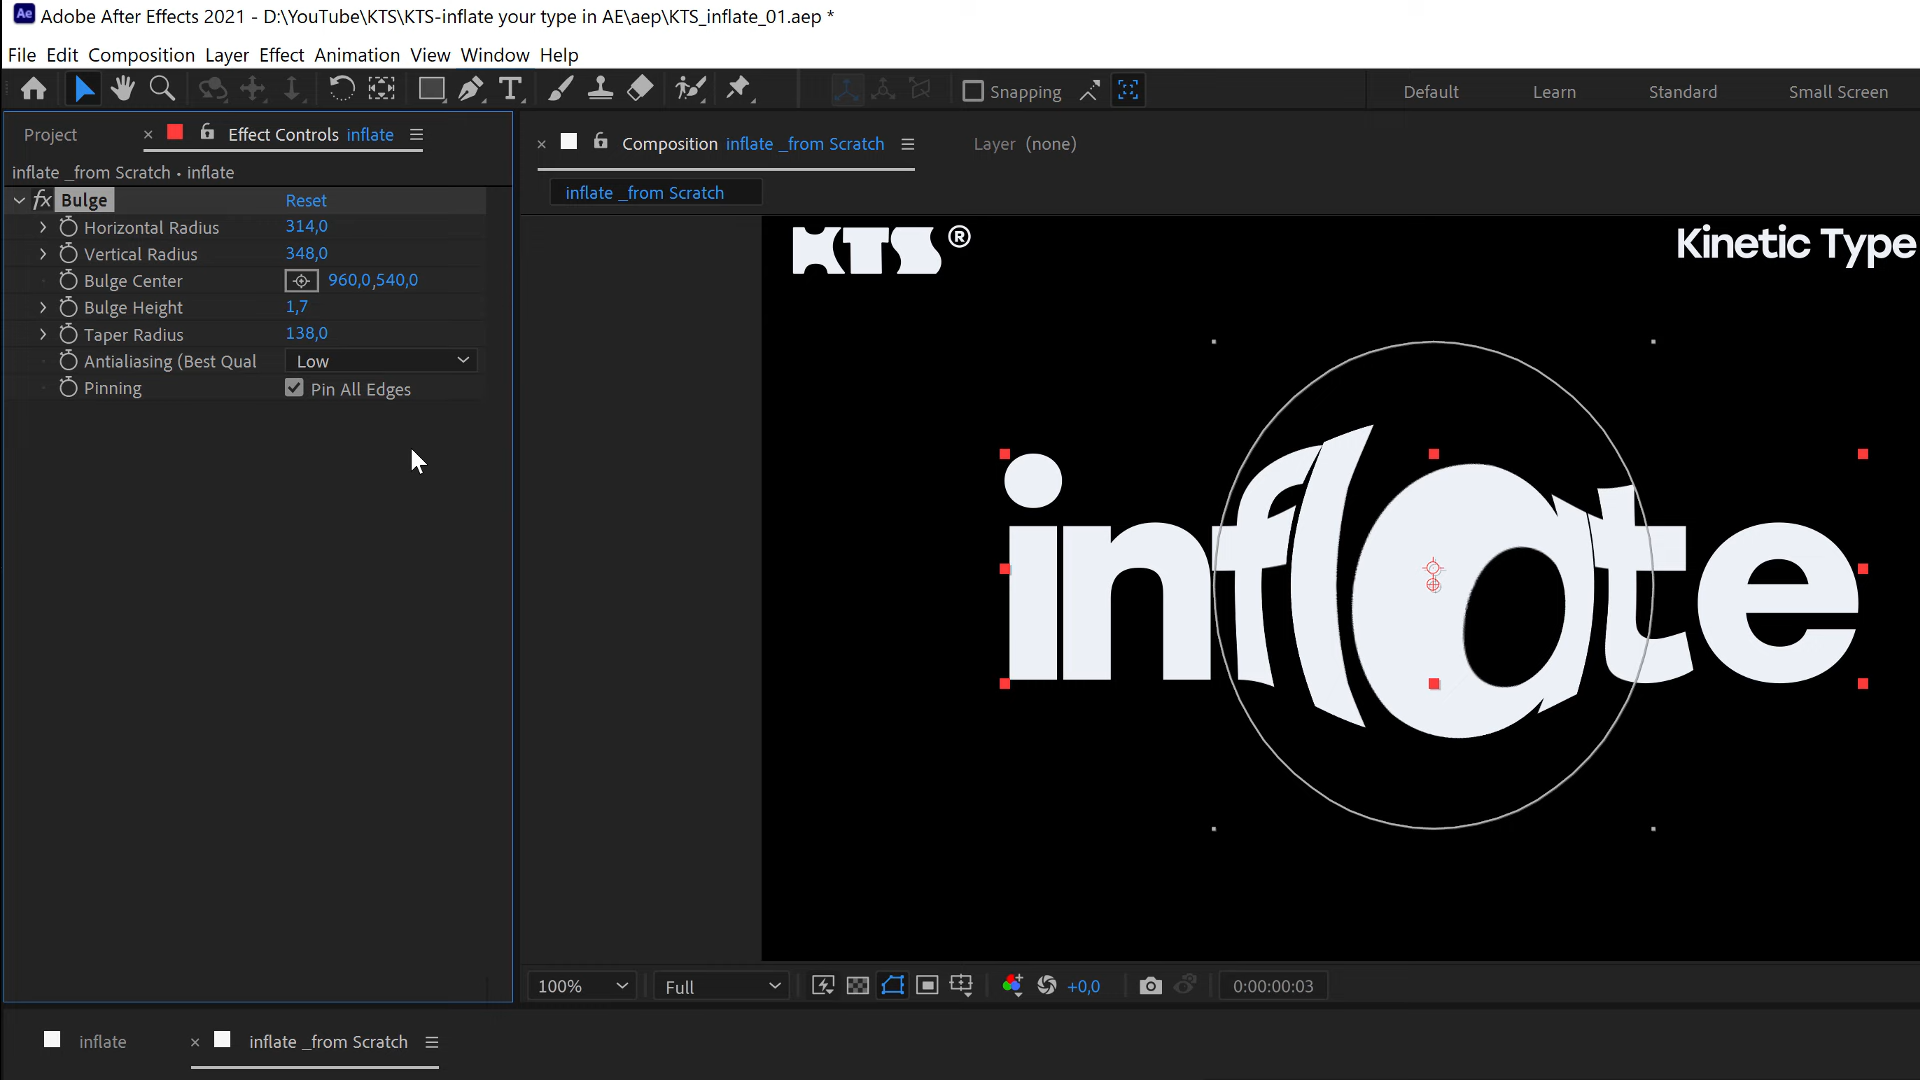 Ae Adobe After Effects 2021 - D:\YouTube\KTS\KTS-inflate your type in AE\aep\KTS_inflate_01.aep *
File Edit Composition Layer Effect Animation View Window Help
T Snapping Default Learn Standard Small Screen
Project × Effect Controls inflate
× Composition inflate _from Scratch Layer (none)
inflate _from Scratch • inflate
inflate _from Scratch
fx Bulge Reset
Horizontal Radius 314,0
Vertical Radius 348,0
Bulge Center 960,0,540,0
Bulge Height 1,7
Taper Radius 138,0
Antialiasing (Best Qual Low
Pinning Pin All Edges
KTS® Kinetic Type
inflate
100% Full +0,0 0:00:00:03
inflate × inflate _from Scratch